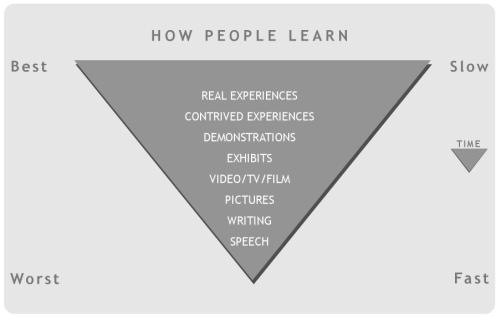 HOW PEOPLE LEARN
Best
Slow
REAL EXPERIENCES
CONTRIVED EXPERIENCES
DEMONSTRATIONS
TIME
EXHIBITS
VIDEO/TV/FILM
PICTURES
WRITING
SPEECH
Worst
Fast